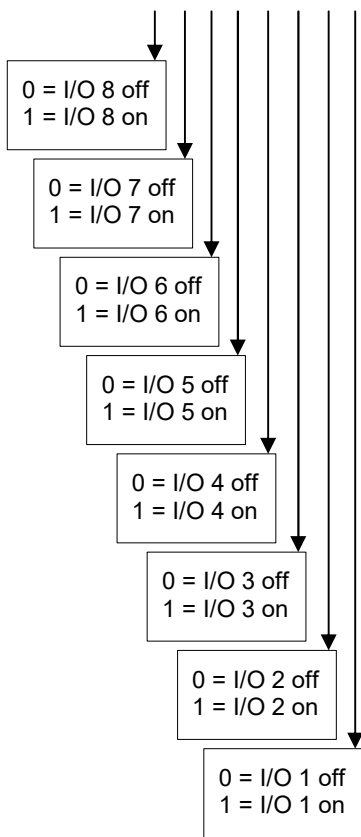 0 = I/O 8 off
1 = I/O 8 on
0 = I/O 7 off
1 = I/O 7 on
0 = I/O 6 off
1 = I/O 6 on
0 = I/O 5 off
1 = I/O 5 on
0 = I/O 4 off
1 = I/O 4 on
0 = I/O 3 off
1 = I/O 3 on
0 = I/O 2 off
1 = I/O 2 on
0 = I/O 1 off
1 = I/O 1 on